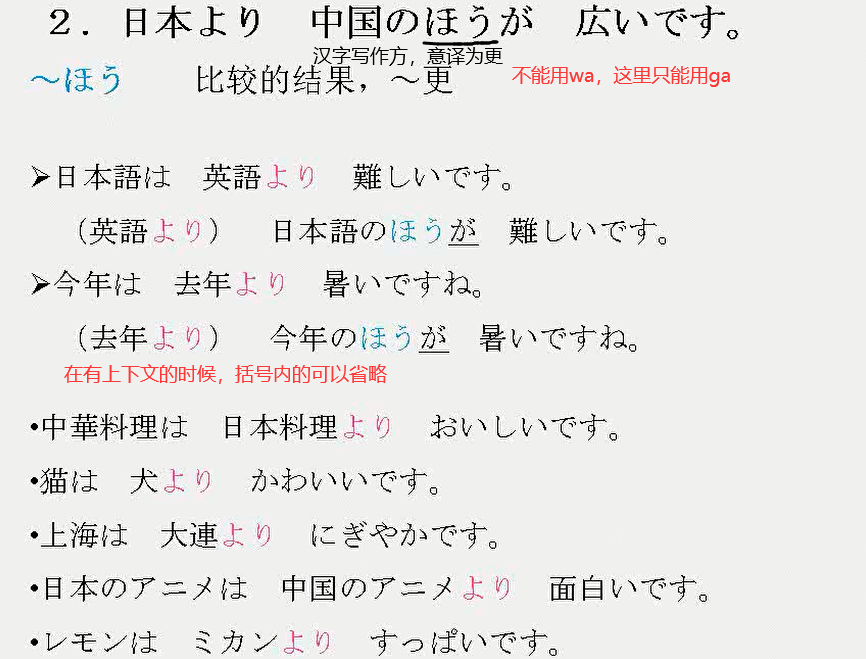 ２．日本より　中国のほうが　広いです。
汉字写作方，意译为更
～ほう　　比较的结果，～更
不能用wa，这里只能用ga
➢日本語は　英語より　難しいです。
（英語より）　日本語のほうが　難しいです。
➢今年は　去年より　暑いですね。
（去年より）　今年のほうが　暑いですね。
在有上下文的时候，括号内的可以省略
•中華料理は　日本料理より　おいしいです。
•猫は　犬より　かわいいです。
•上海は　大連より　にぎやかです。
•日本のアニメは　中国のアニメより　面白いです。
•レモンは　ミカンより　すっぱいです。